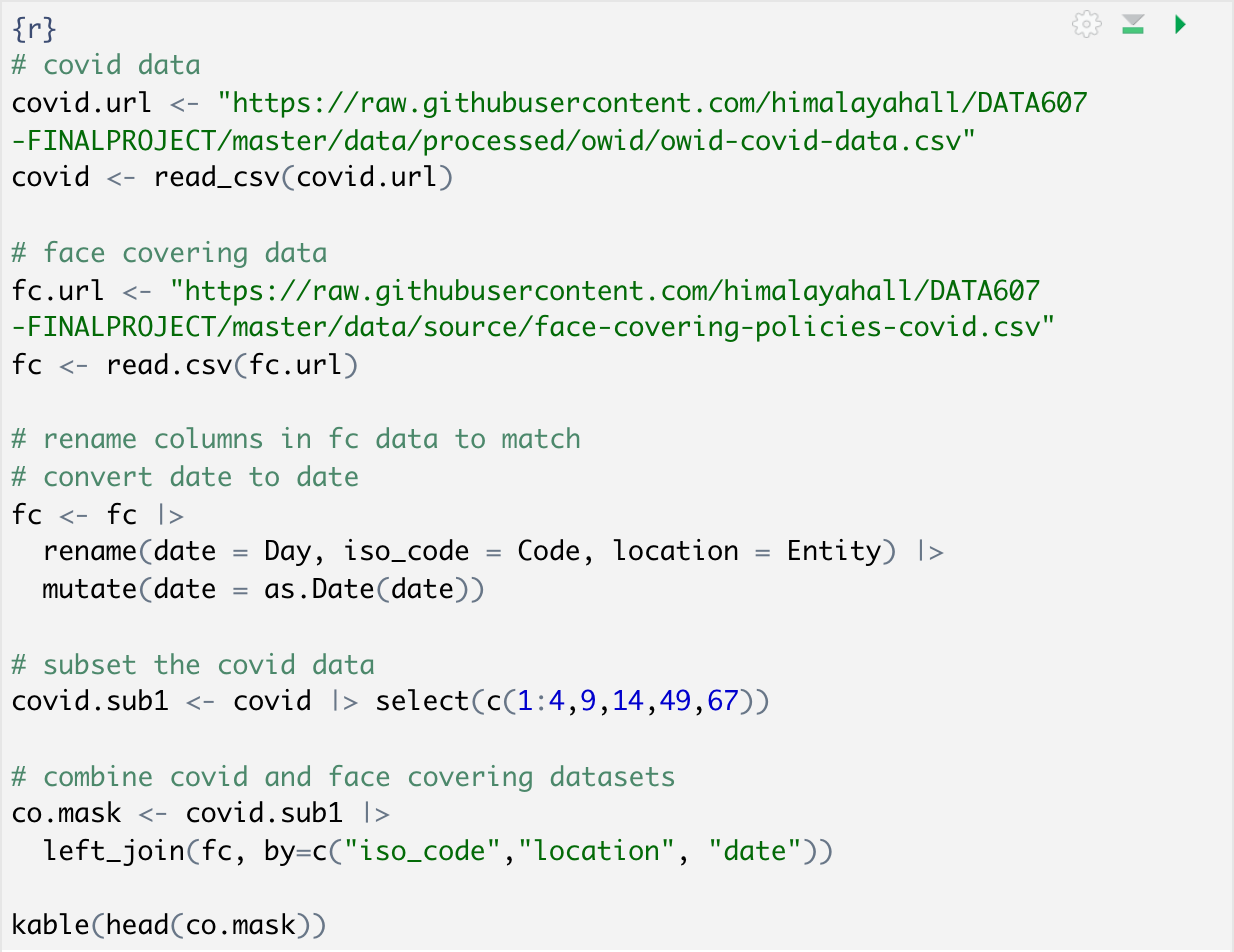 {r}
# covid data
covid.url <- "https://raw.githubusercontent.com/himalayahall/DATA607
-FINALPROJECT/master/data/processed/owid/owid-covid-data.csv"
covid <- read_csv(covid.url)

# face covering data
fc.url <- "https://raw.githubusercontent.com/himalayahall/DATA607
-FINALPROJECT/master/data/source/face-covering-policies-covid.csv"
fc <- read.csv(fc.url)

# rename columns in fc data to match
# convert date to date
fc <- fc |>
  rename(date = Day, iso_code = Code, location = Entity) |>
  mutate(date = as.Date(date))

# subset the covid data
covid.sub1 <- covid |> select(c(1:4,9,14,49,67))

# combine covid and face covering datasets
co.mask <- covid.sub1 |>
  left_join(fc, by=c("iso_code","location", "date"))

kable(head(co.mask))